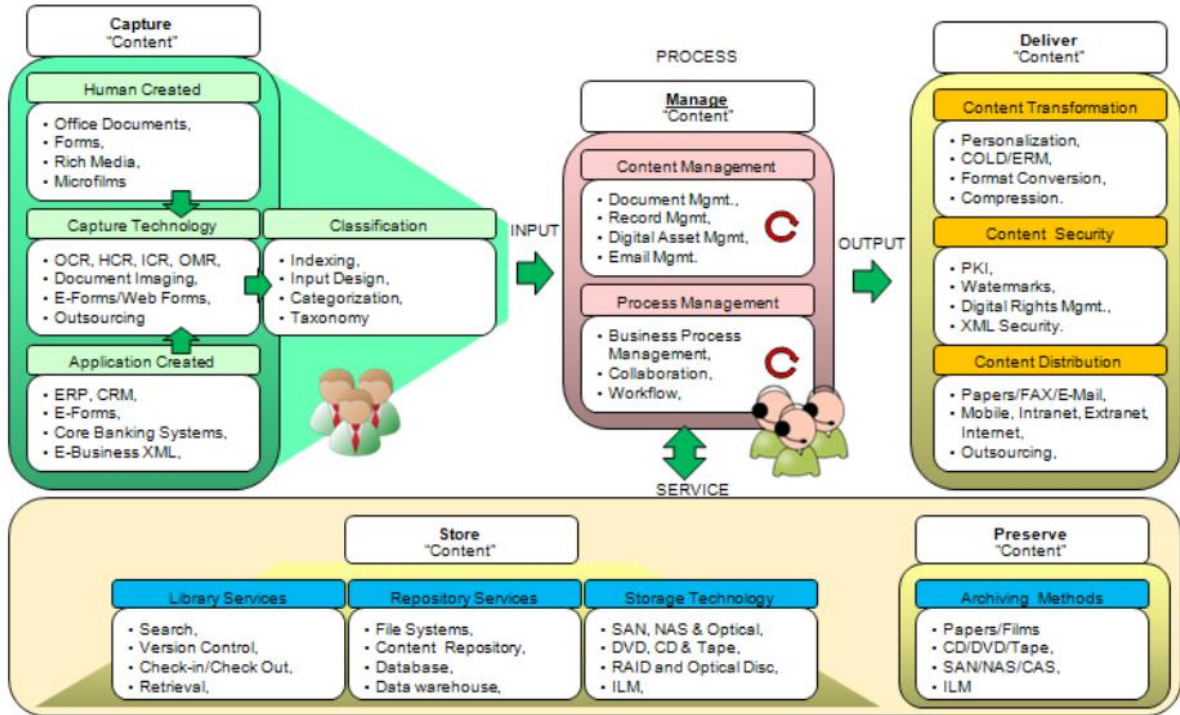 Capture
"Content"
Human Created
• Office Documents,
• Forms,
• Rich Media,
• Microfilms
Capture Technology
• OCR, HCR, ICR, OMR,
• Document Imaging,
• E-Forms/Web Forms,
• Outsourcing
Application Created
• ERP, CRM,
• E-Forms,
• Core Banking Systems,
• E-Business XML,
Classification
• Indexing,
• Input Design,
• Categorization,
• Taxonomy
INPUT
PROCESS
Manage
"Content"
Content Management
• Document Mgmt.,
• Record Mgmt,
• Digital Asset Mgmt,
• Email Mgmt.
Process Management
• Business Process
Management,
• Collaboration,
• Workflow,
OUTPUT
SERVICE
Deliver
"Content"
Content Transformation
• Personalization,
• COLD/ERM,
• Format Conversion,
• Compression.
Content Security
• PKI,
• Watermarks,
• Digital Rights Mgmt.,
• XML Security.
Content Distribution
• Papers/FAX/E-Mail,
• Mobile, Intranet, Extranet,
Internet,
• Outsourcing,
Store
"Content"
Library Services
• Search,
• Version Control,
• Check-in/Check Out,
• Retrieval,
Repository Services
• File Systems,
• Content Repository,
• Database,
• Data warehouse,
Storage Technology
• SAN, NAS & Optical,
• DVD, CD & Tape,
• RAID and Optical Disc,
• ILM,
Preserve
"Content"
Archiving Methods
• Papers/Films
• CD/DVD/Tape,
• SAN/NAS/CAS,
• ILM